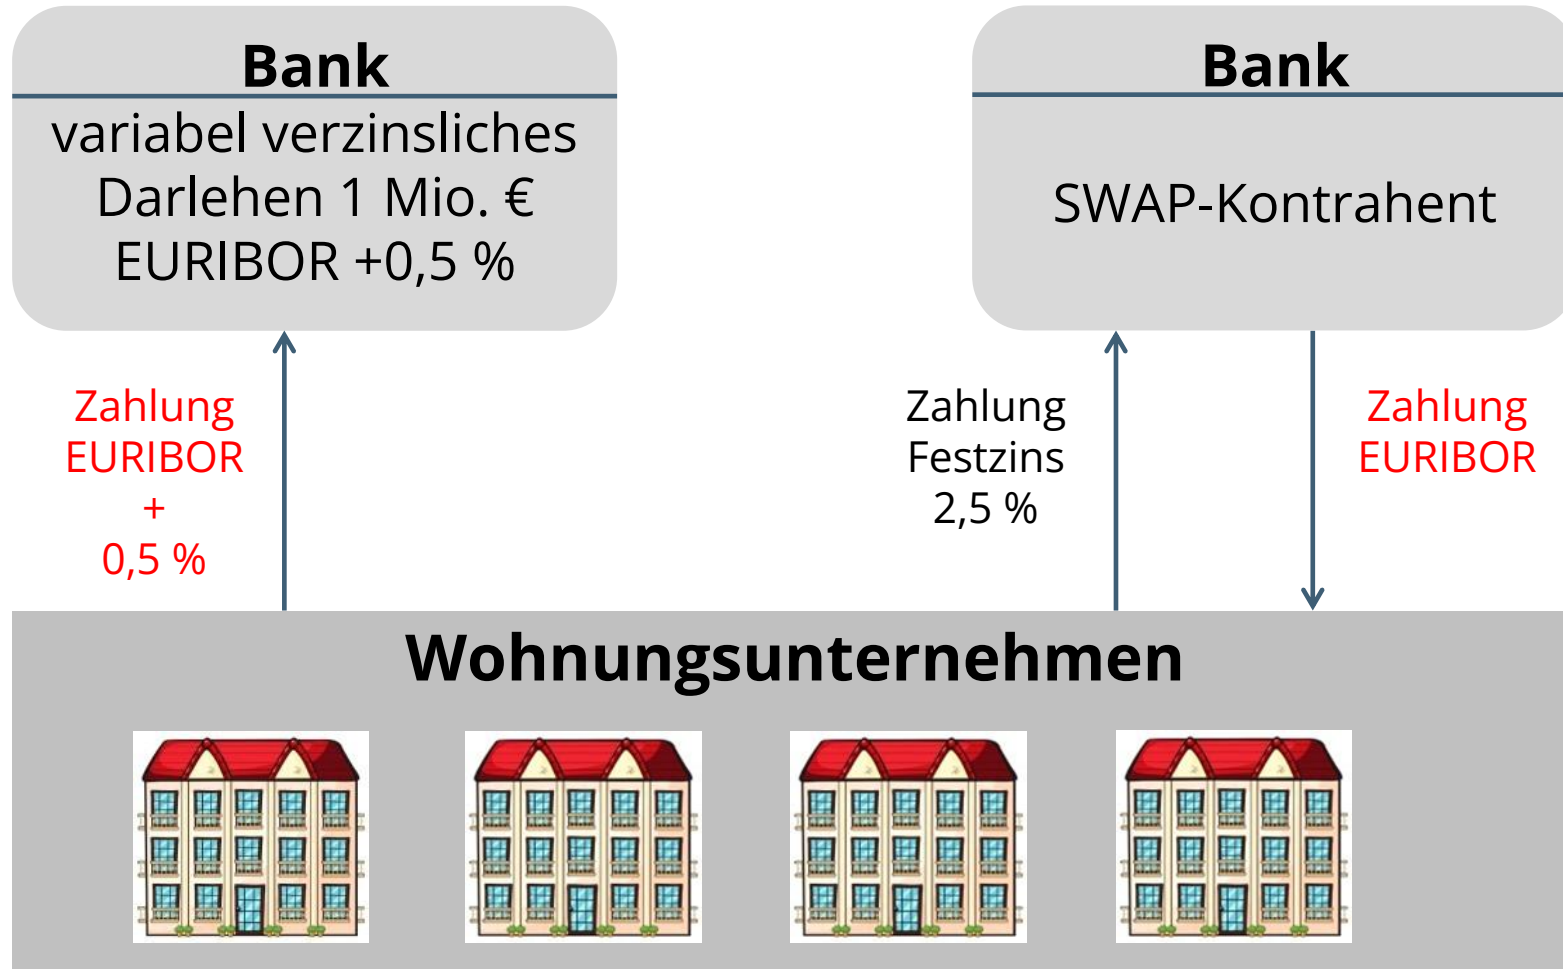 Bank
variabel verzinsliches
Darlehen 1 Mio. €
EURIBOR +0,5 %
Bank
SWAP-Kontrahent
Zahlung
EURIBOR
+
0,5 %
Zahlung
Festzins
2,5 %
Zahlung
EURIBOR
Wohnungsunternehmen